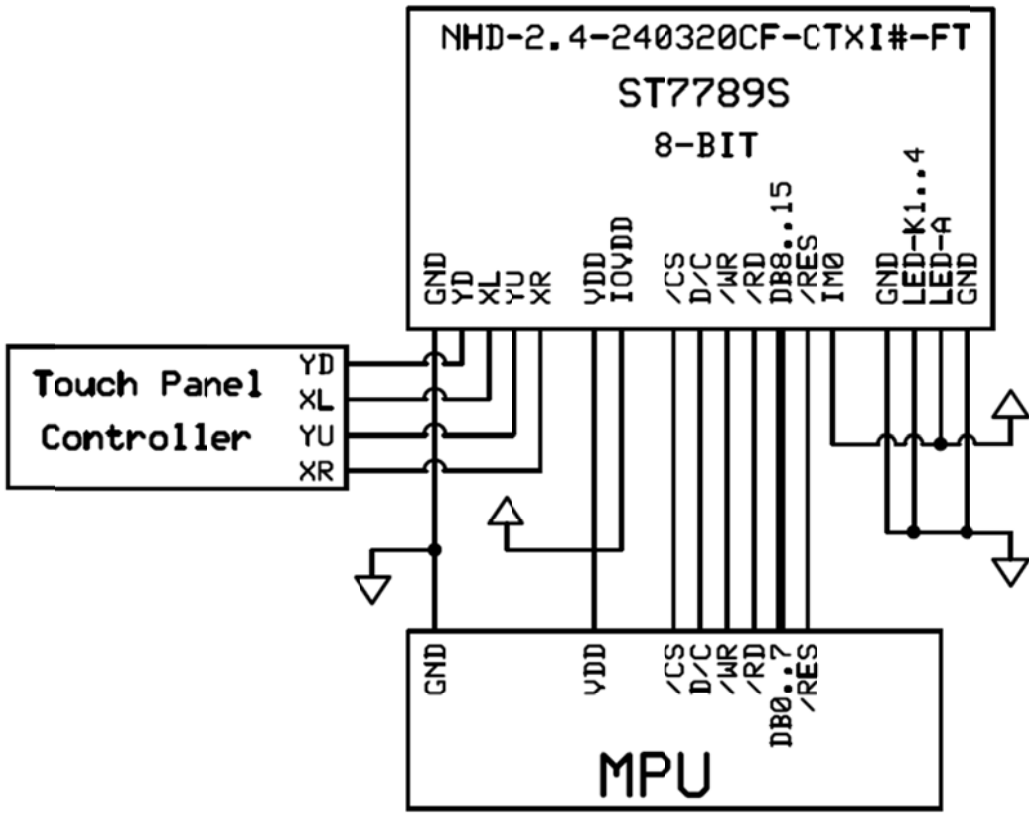 NHD-2.4-240320CF-CTXI#-FT
ST7789S
8-BIT
GND
YD
XL
YU
XR
VDD
IOVDD
/CS
D/C
/WR
/RD
DB8..15
/RES
IM0
GND
LED-K1..4
LED-A
GND
Touch Panel
Controller
YD
XL
YU
XR
GND
VDD
/CS
D/C
/WR
/RD
DB0..7
/RES
MPU